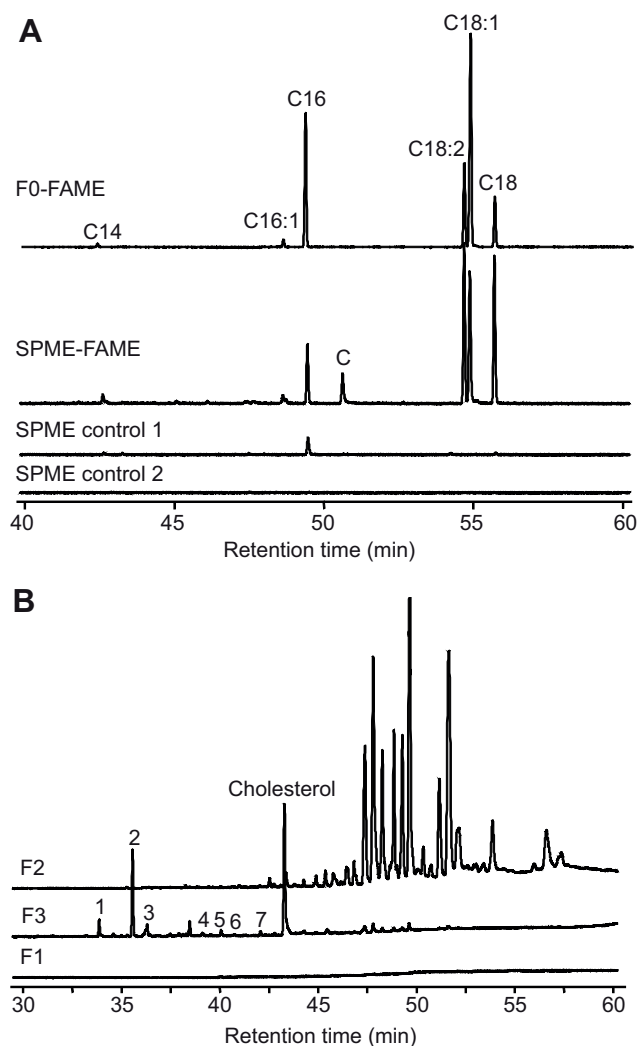 A
C18:1
C16
C18:2
C18
F0-FAME
C16:1
C14
SPME-FAME
C
SPME control 1
SPME control 2
40 45 50 55 60
Retention time (min)
B
Cholesterol
2
F2
1 3 4 5 6 7
F3
F1
30 35 40 45 50 55 60
Retention time (min)